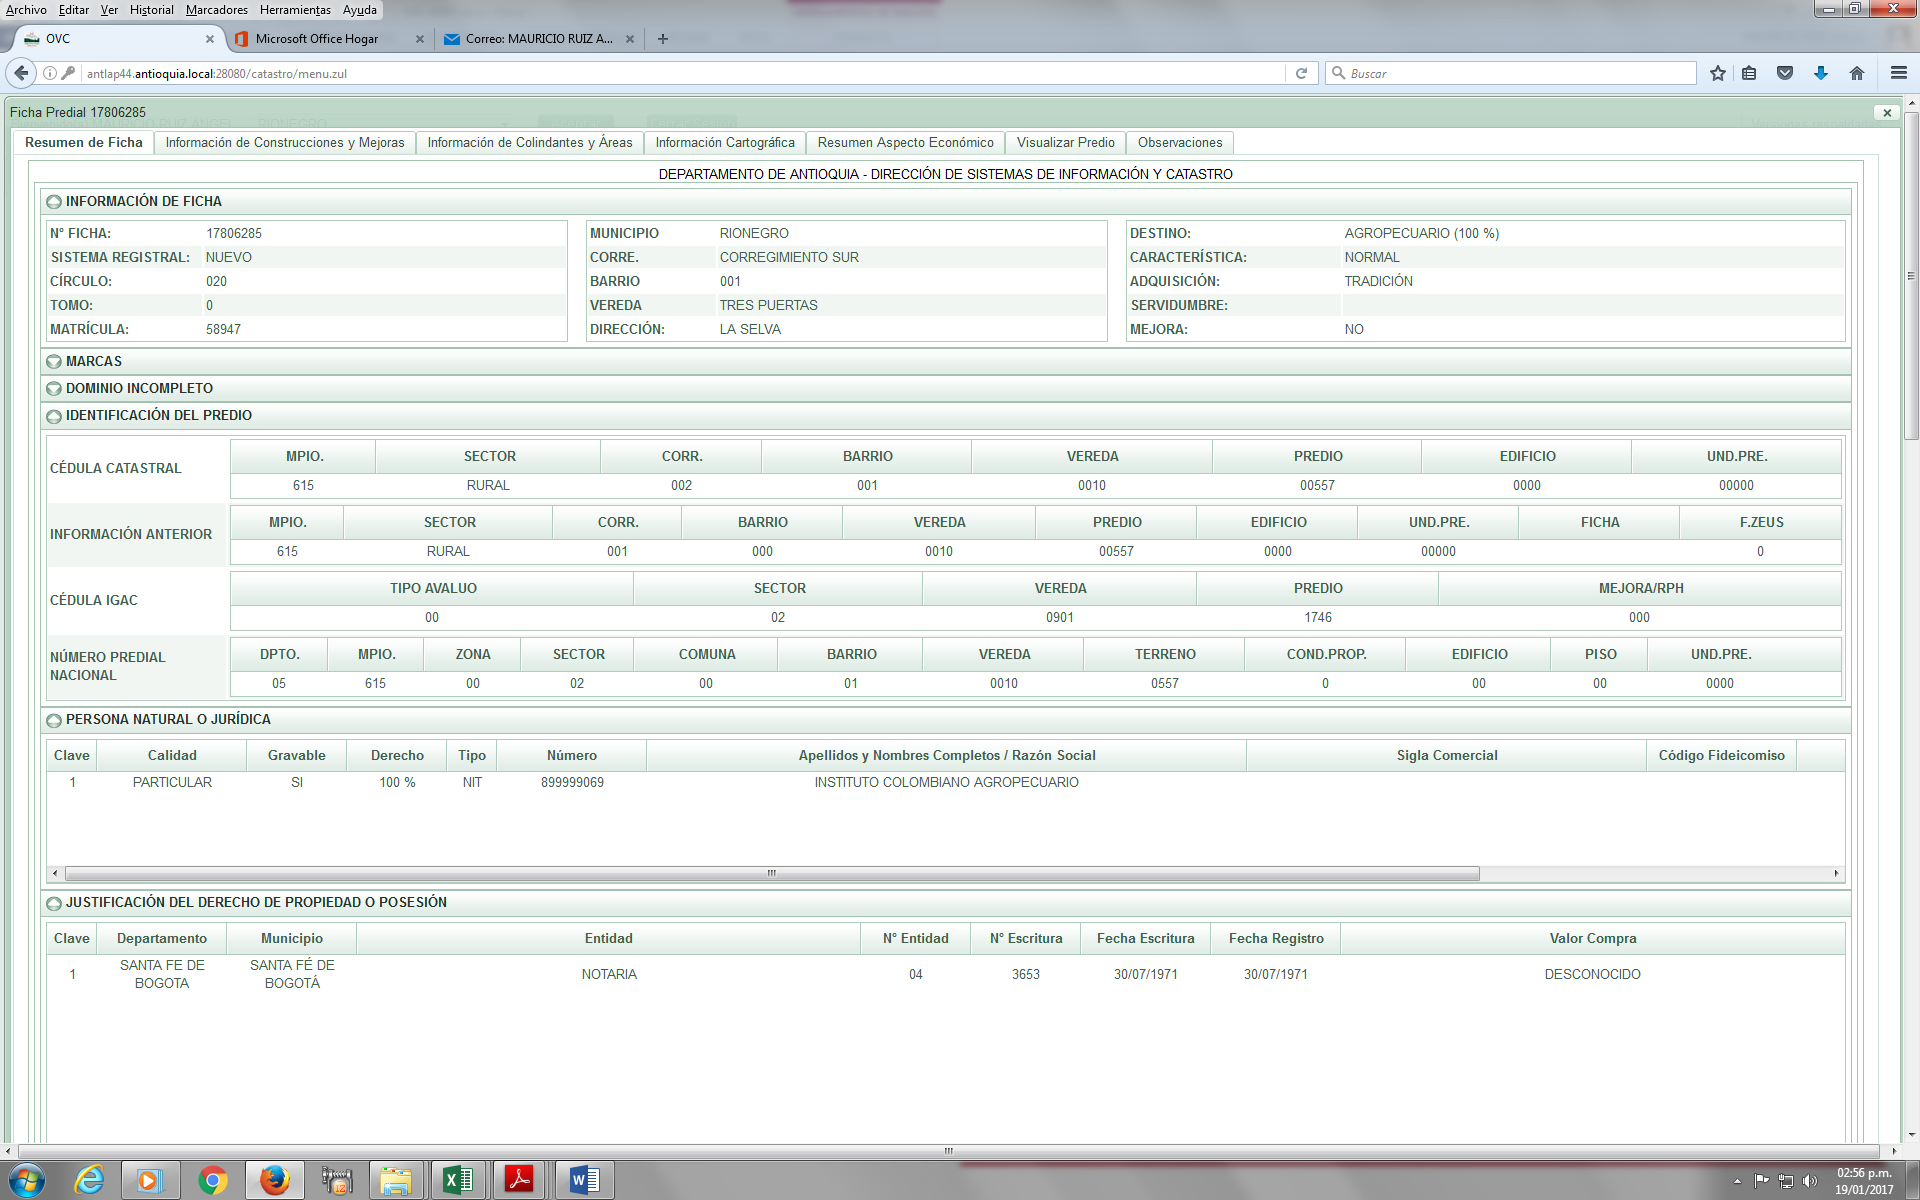 Archivo Editar Ver Historial Marcadores Herramientas Ayuda
OVC Microsoft Office Hogar Correo: MAURICIO RUIZ A...
antlap44.antioquia.local:28080/catastro/menu.zul Buscar
Ficha Predial 17806285
Resumen de Ficha Información de Construcciones y Mejoras Información de Colindantes y Áreas Información Cartográfica Resumen Aspecto Económico Visualizar Predio Observaciones
DEPARTAMENTO DE ANTIOQUIA - DIRECCIÓN DE SISTEMAS DE INFORMACIÓN Y CATASTRO
INFORMACIÓN DE FICHA
N° FICHA: 17806285 MUNICIPIO RIONEGRO DESTINO: AGROPECUARIO (100 %)
SISTEMA REGISTRAL: NUEVO CORRE. CORREGIMIENTO SUR CARACTERÍSTICA: NORMAL
CÍRCULO: 020 BARRIO 001 ADQUISICIÓN: TRADICIÓN
TOMO: 0 VEREDA TRES PUERTAS SERVIDUMBRE:
MATRÍCULA: 58947 DIRECCIÓN: LA SELVA MEJORA: NO
MARCAS
DOMINIO INCOMPLETO
IDENTIFICACIÓN DEL PREDIO
CÉDULA CATASTRAL
MPIO. SECTOR CORR. BARRIO VEREDA PREDIO EDIFICIO UND.PRE.
615 RURAL 002 001 0010 00557 0000 00000
INFORMACIÓN ANTERIOR
MPIO. SECTOR CORR. BARRIO VEREDA PREDIO EDIFICIO UND.PRE. FICHA F.ZEUS
615 RURAL 001 000 0010 00557 0000 00000 0
CÉDULA IGAC
TIPO AVALUO SECTOR VEREDA PREDIO MEJORA/RPH
00 02 0901 1746 000
NÚMERO PREDIAL
NACIONAL
DPTO. MPIO. ZONA SECTOR COMUNA BARRIO VEREDA TERRENO COND.PROP. EDIFICIO PISO UND.PRE.
05 615 00 02 00 01 0010 0557 0 00 00 0000
PERSONA NATURAL O JURÍDICA
Clave Calidad Gravable Derecho Tipo Número Apellidos y Nombres Completos / Razón Social Sigla Comercial Código Fideicomiso
1 PARTICULAR SI 100 % NIT 899999069 INSTITUTO COLOMBIANO AGROPECUARIO
JUSTIFICACIÓN DEL DERECHO DE PROPIEDAD O POSESIÓN
Clave Departamento Municipio Entidad N° Entidad N° Escritura Fecha Escritura Fecha Registro Valor Compra
1 SANTA FE DE BOGOTA SANTA FÉ DE BOGOTÁ NOTARIA 04 3653 30/07/1971 30/07/1971 DESCONOCIDO
02:56 p.m.
19/01/2017